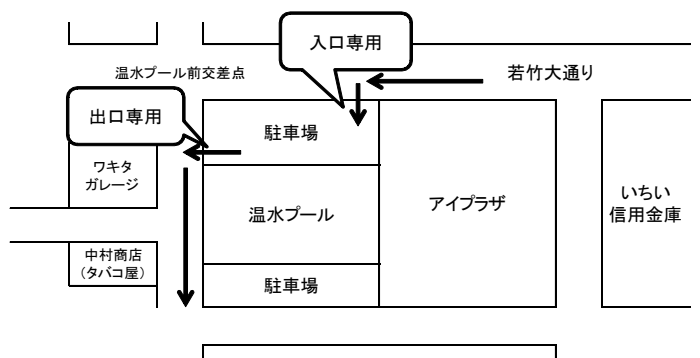 入口専用
温水プール前交差点
若竹大通り
出口専用
駐車場
ワキタ
ガレージ
温水プール
アイプラザ
いちい
信用金庫
中村商店
(タバコ屋)
駐車場